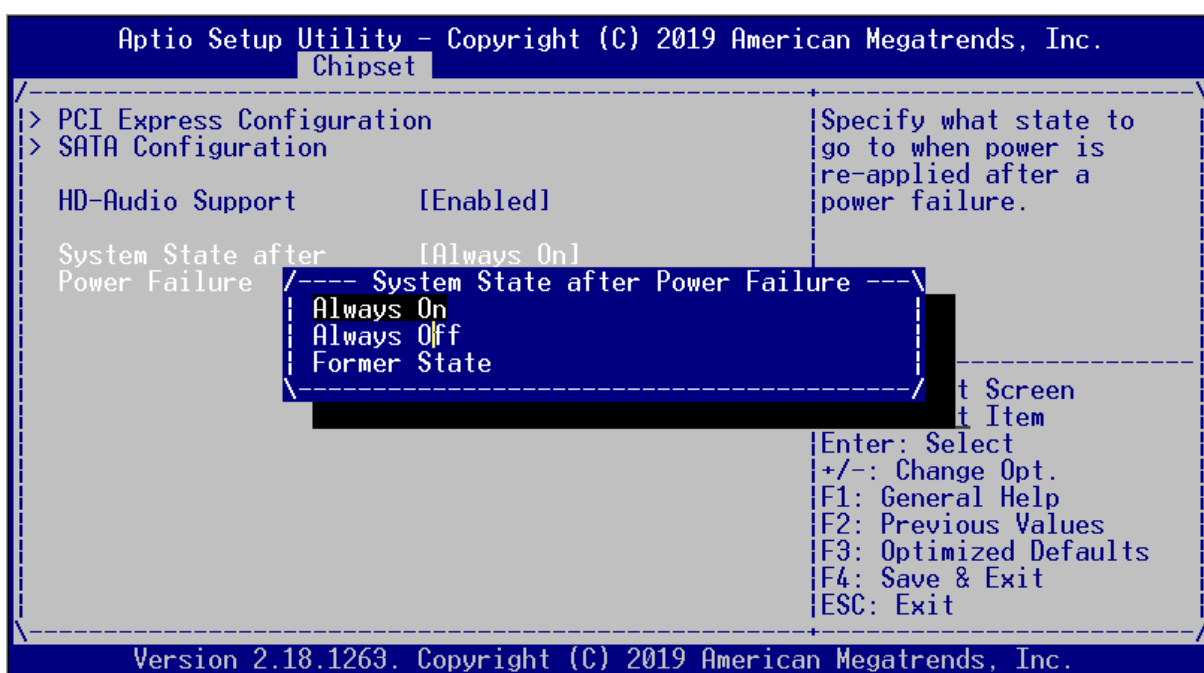 Aptio Setup Utility – Copyright (C) 2019 American Megatrends, Inc.
Chipset
> PCI Express Configuration
> SATA Configuration
HD-Audio Support [Enabled]
System State after [Always On]
Power Failure
Specify what state to
go to when power is
re-applied after a
power failure.
/---- System State after Power Failure ---\
Always On
Always Off
Former State
t Screen
t Item
Enter: Select
+/-: Change Opt.
F1: General Help
F2: Previous Values
F3: Optimized Defaults
F4: Save & Exit
ESC: Exit
Version 2.18.1263. Copyright (C) 2019 American Megatrends, Inc.